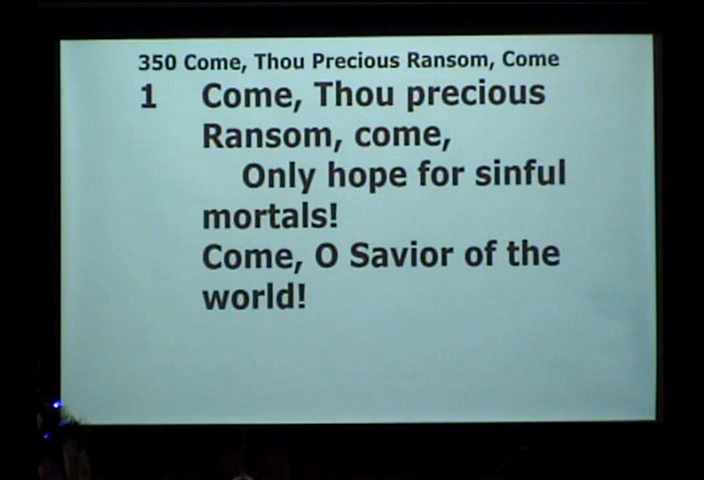 350 Come, Thou Precious Ransom, Come
1 Come, Thou precious
Ransom, come,
Only hope for sinful
mortals!
Come, O Savior of the
world!